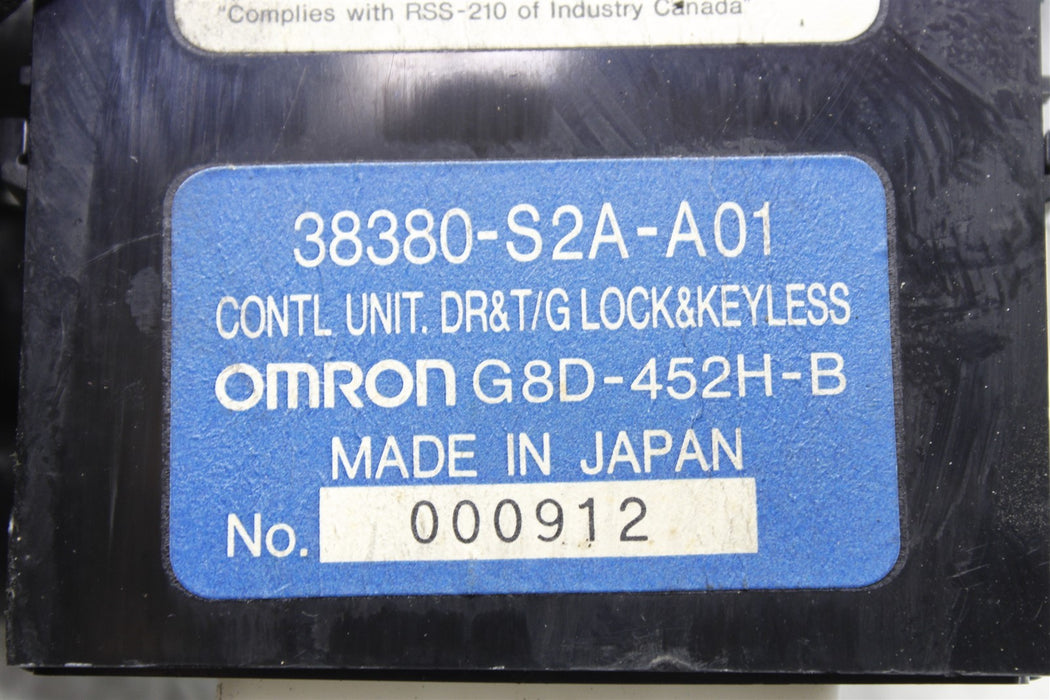 "Complies with RSS-210 of Industry Canada"
38380-S2A-A01
CONTL UNIT. DR&T/G LOCK&KEYLESS
OMRON G8D-452H-B
MADE IN JAPAN
No. 000912